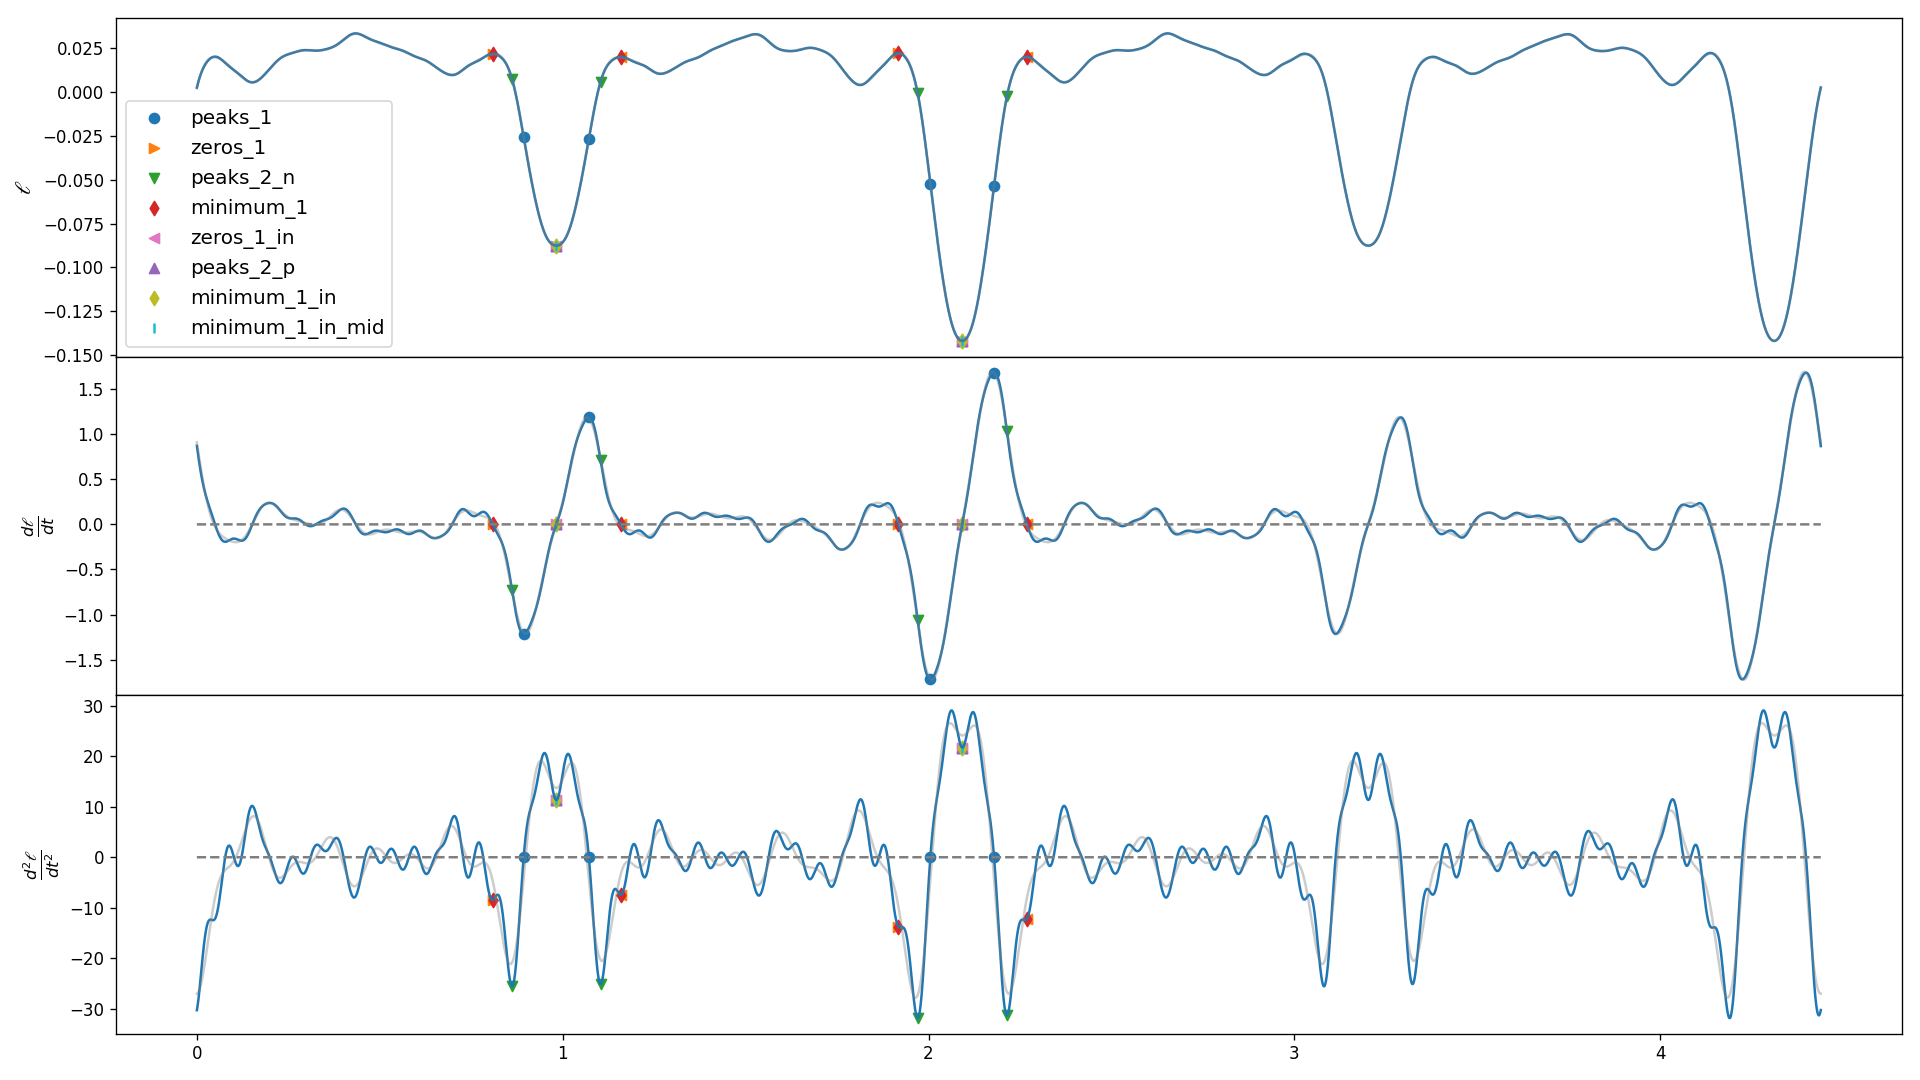 0.025
0.000
−0.025
−0.050
−0.075
−0.100
−0.125
−0.150
ℓ
peaks_1
zeros_1
peaks_2_n
minimum_1
zeros_1_in
peaks_2_p
minimum_1_in
minimum_1_in_mid
1.5
1.0
0.5
0.0
−0.5
−1.0
−1.5
dℓ
dt
30
20
10
0
−10
−20
−30
d²ℓ
dt²
0 1 2 3 4